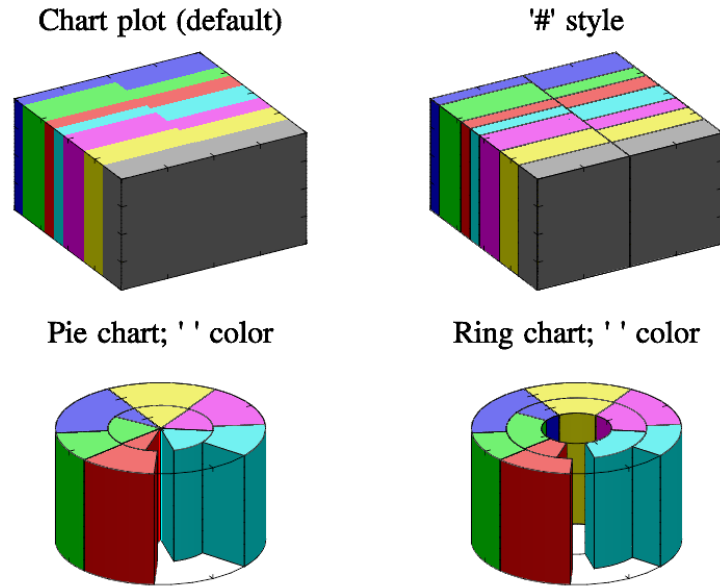 Chart plot (default)
'#' style
Pie chart; ' ' color
Ring chart; ' ' color